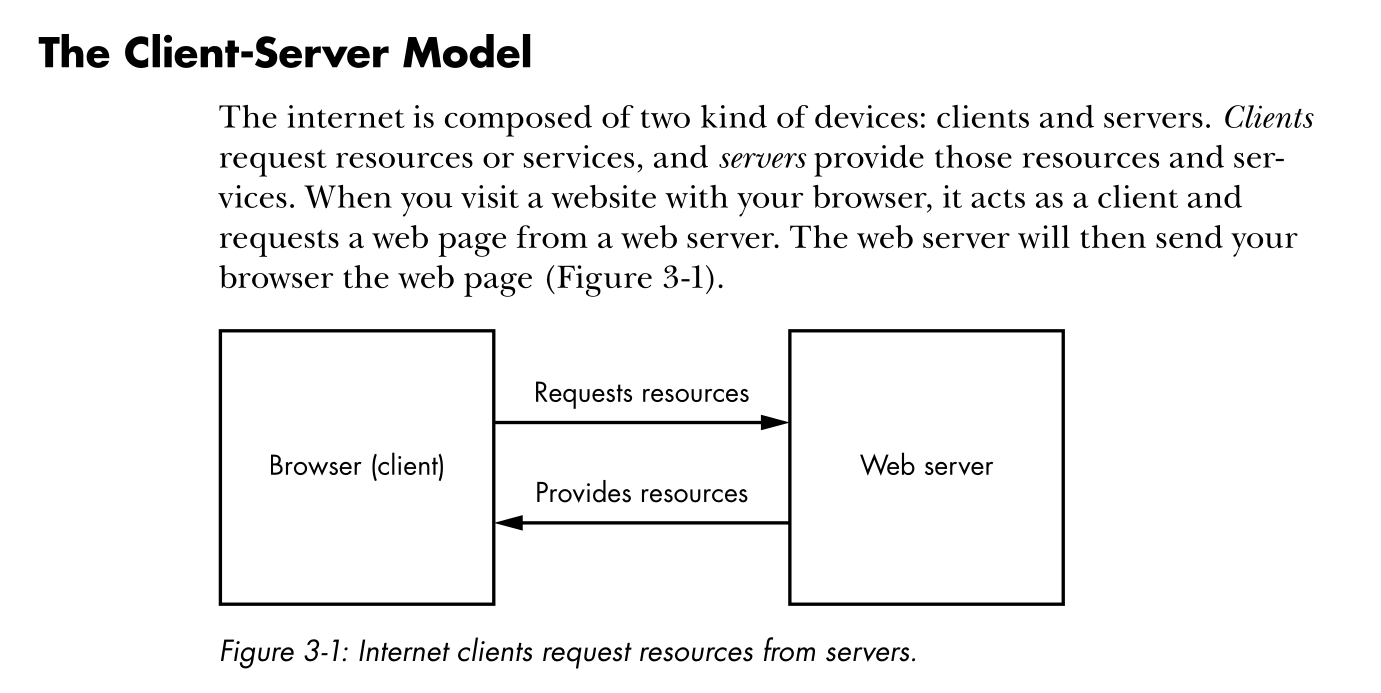 The Client-Server Model
The internet is composed of two kind of devices: clients and servers. Clients
request resources or services, and servers provide those resources and ser-
vices. When you visit a website with your browser, it acts as a client and
requests a web page from a web server. The web server will then send your
browser the web page (Figure 3-1).
Requests resources
Browser (client)
Web server
Provides resources
Figure 3-1: Internet clients request resources from servers.